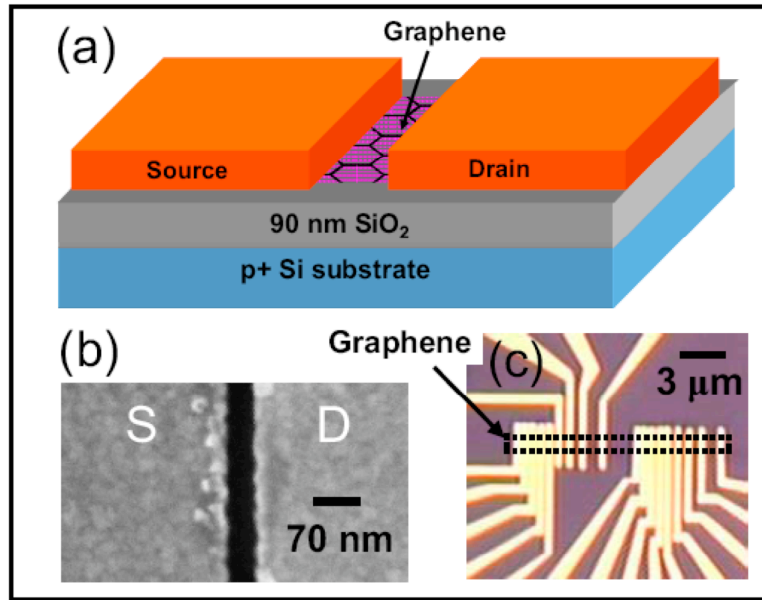 (a)
Graphene
Source
Drain
90 nm SiO₂
p+ Si substrate
(b)
S
D
70 nm
Graphene
(c)
3 μm